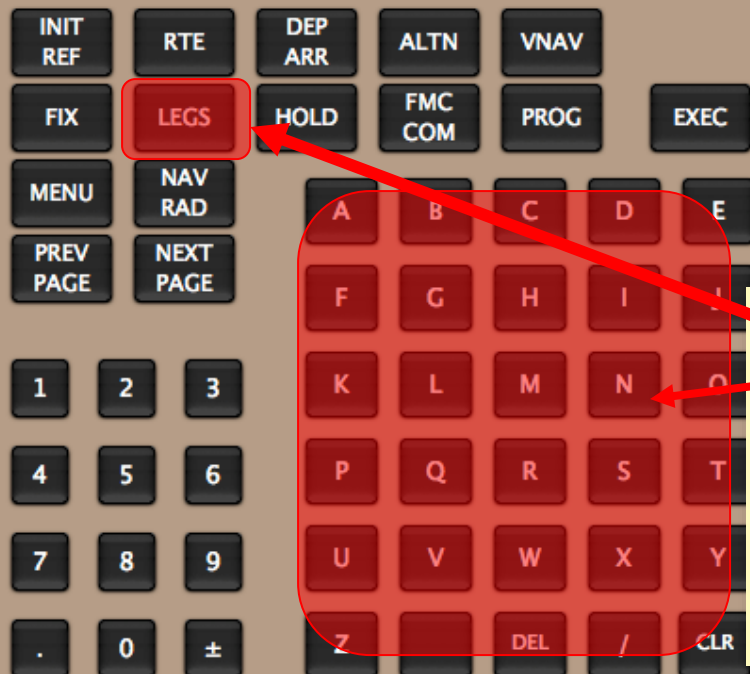 INIT
REF
RTE
DEP
ARR
ALTN
VNAV
FIX
LEGS
HOLD
FMC
COM
PROG
EXEC
MENU
NAV
RAD
PREV
PAGE
NEXT
PAGE
A B C D E
F G H I J
K L M N O
P Q R S T
U V W X Y
Z DEL / CLR
1 2 3
4 5 6
7 8 9
. 0 ±